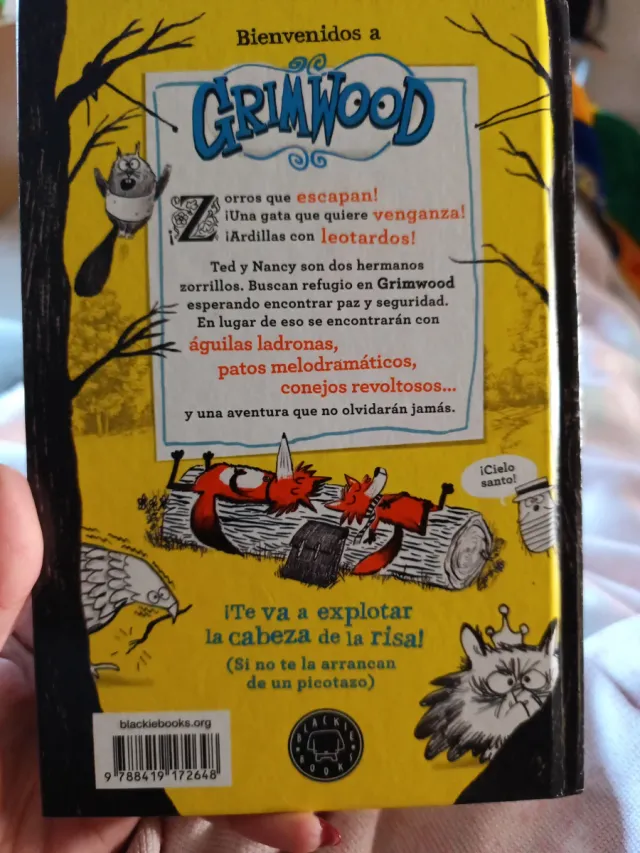 Bienvenidos a
GRIMWOOD
¡Zorros que escapan!
¡Una gata que quiere venganza!
¡Ardillas con leotardos!
Ted y Nancy son dos hermanos
zorrillos. Buscan refugio en Grimwood
esperando encontrar paz y seguridad.
En lugar de eso se encontrarán con
águilas ladronas,
patos melodramáticos,
conejos revoltosos...
y una aventura que no olvidarán jamás.
¡Cielo
santo!
¡Te va a explotar
la cabeza de la risa!
(Si no te la arrancan
de un picotazo)
blackiebooks.org
9 788419 172648
BLACKIE
BOOKS